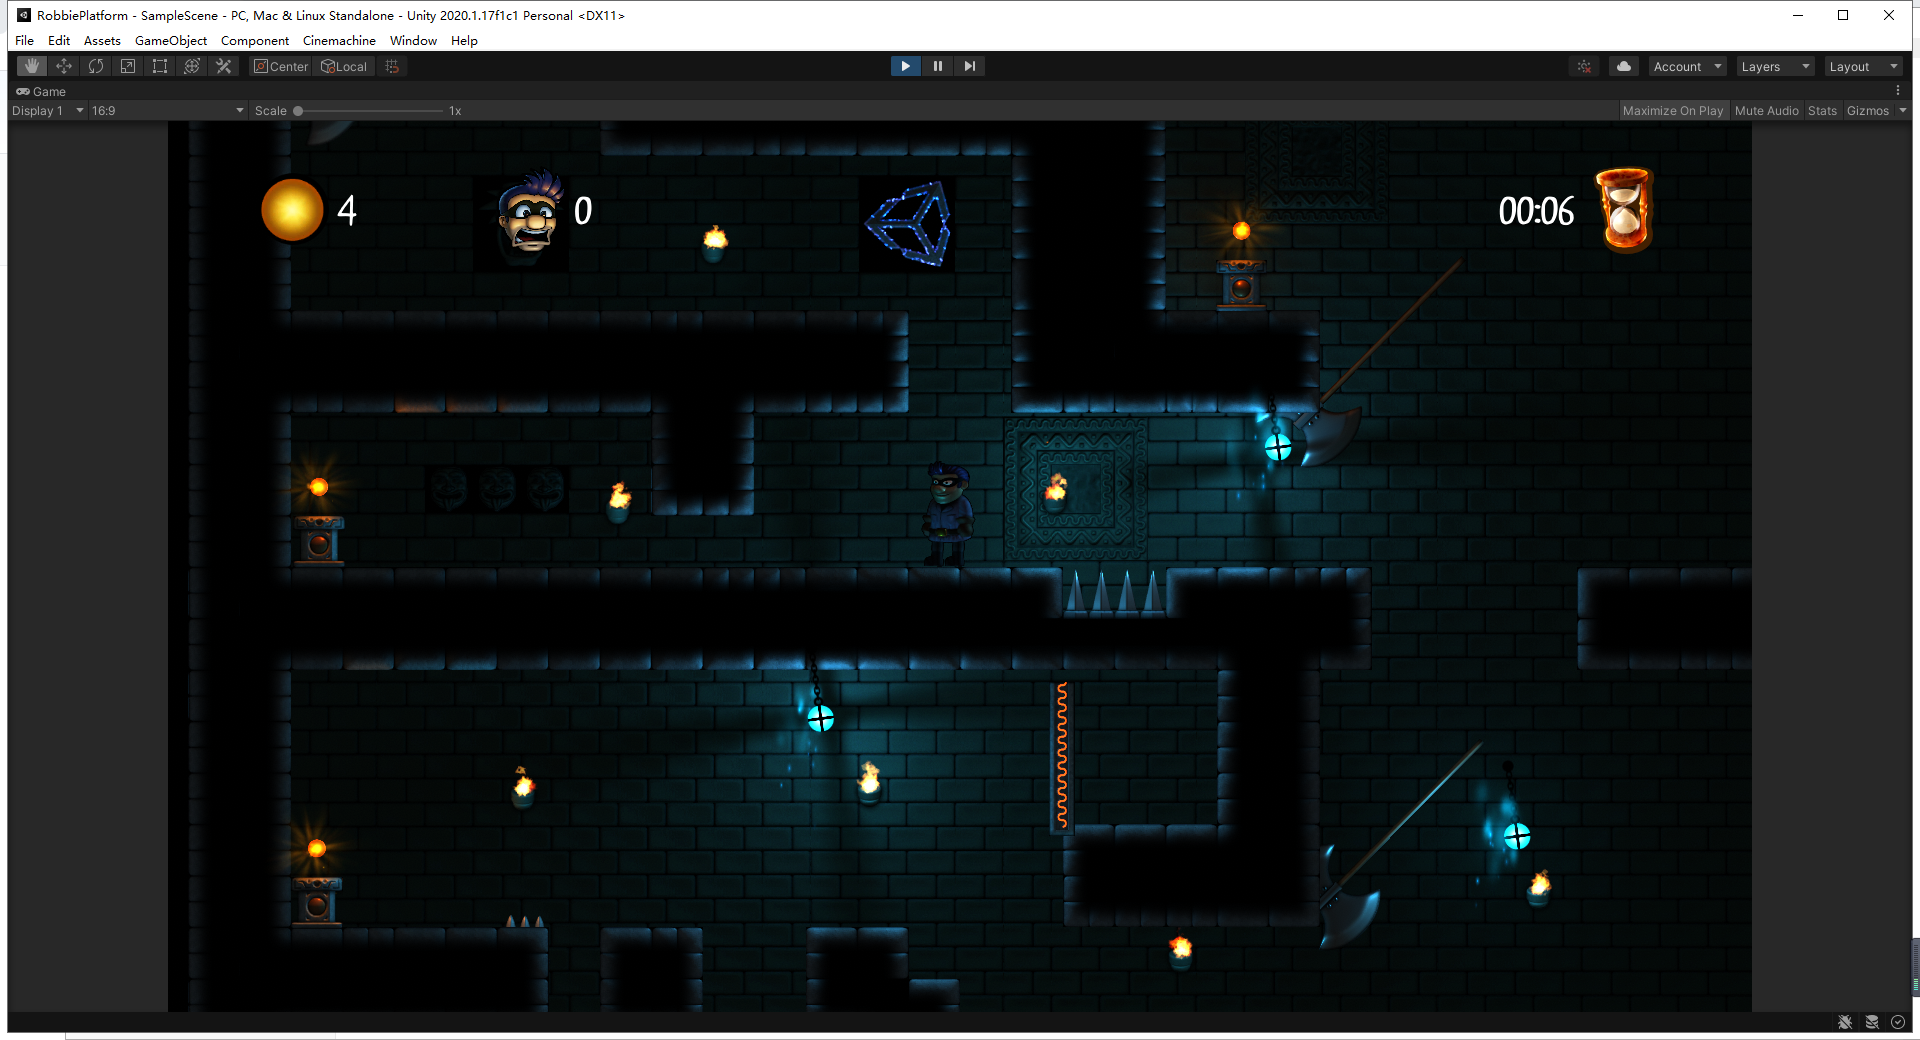 RobbiePlatform - SampleScene - PC, Mac & Linux Standalone - Unity 2020.1.17f1c1 Personal <DX11>
File Edit Assets GameObject Component Cinemachine Window Help
Center Local Account Layers Layout
Game
Display 1 16:9 Scale 1x Maximize On Play Mute Audio Stats Gizmos
4 0 00:06